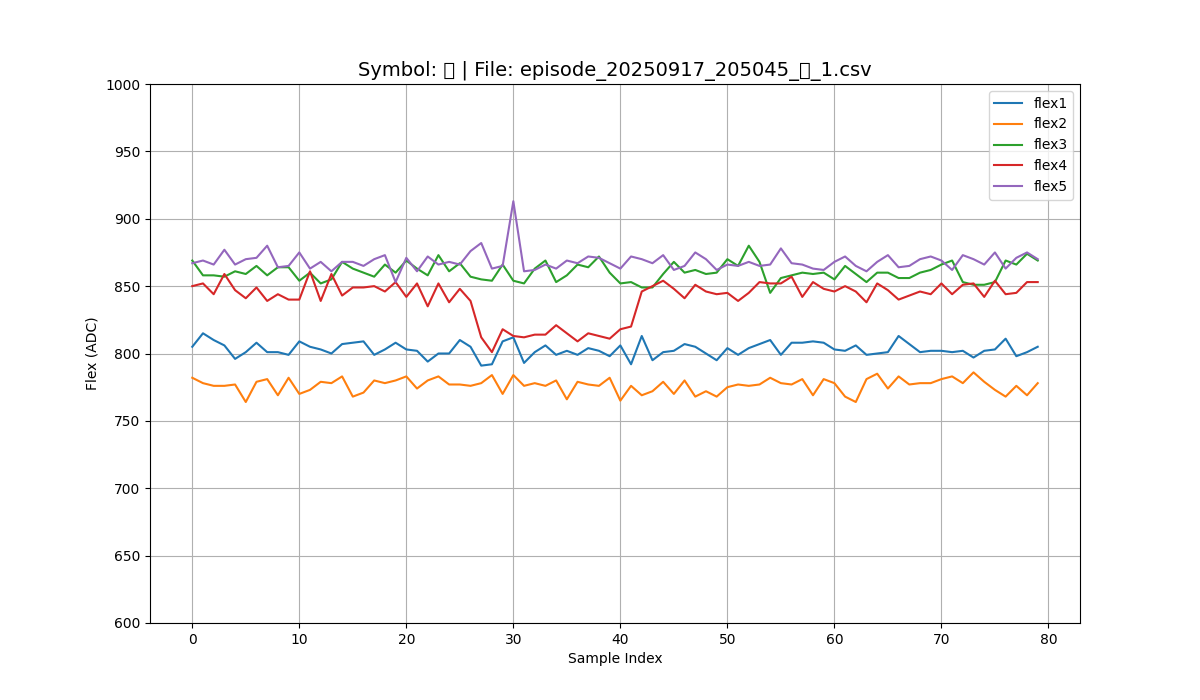 Symbol: | File: episode_20250917_205045__1.csv
1000
950
900
850
800
750
700
650
600
Flex (ADC)
0 10 20 30 40 50 60 70 80
Sample Index
flex1
flex2
flex3
flex4
flex5